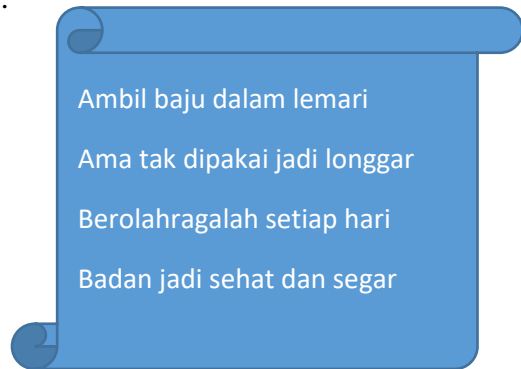 .
Ambil baju dalam lemari
Ama tak dipakai jadi longgar
Berolahragalah setiap hari
Badan jadi sehat dan segar